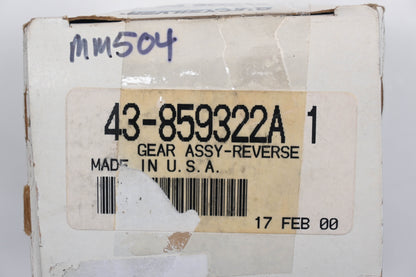 mm504
43-859322A 1
GEAR ASSY-REVERSE
MADE IN U.S.A.
17 FEB 00